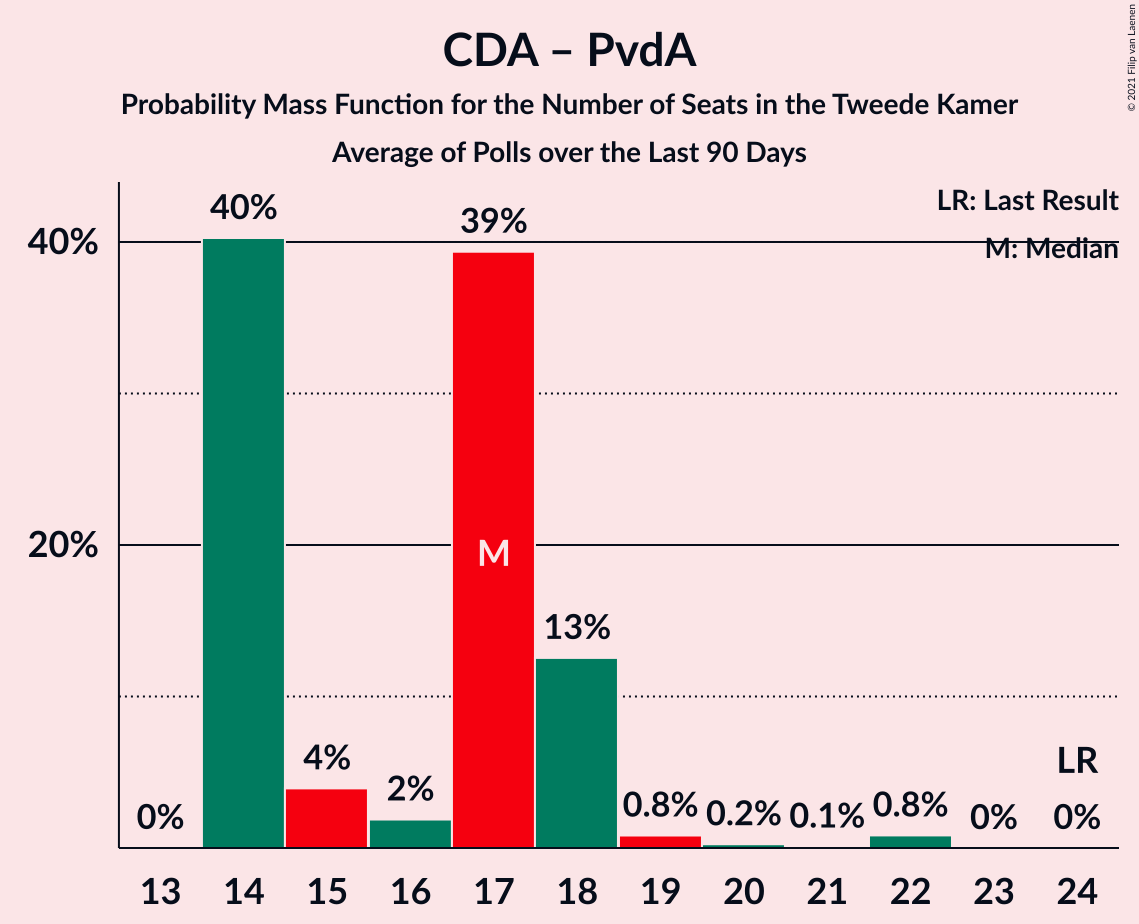 CDA – PvdA
Probability Mass Function for the Number of Seats in the Tweede Kamer
Average of Polls over the Last 90 Days
© 2021 Filip van Laenen
LR: Last Result
M: Median
40%
20%
0%
40%
4%
2%
39%
M
13%
0.8%
0.2%
0.1%
0.8%
0%
LR
0%
13 14 15 16 17 18 19 20 21 22 23 24